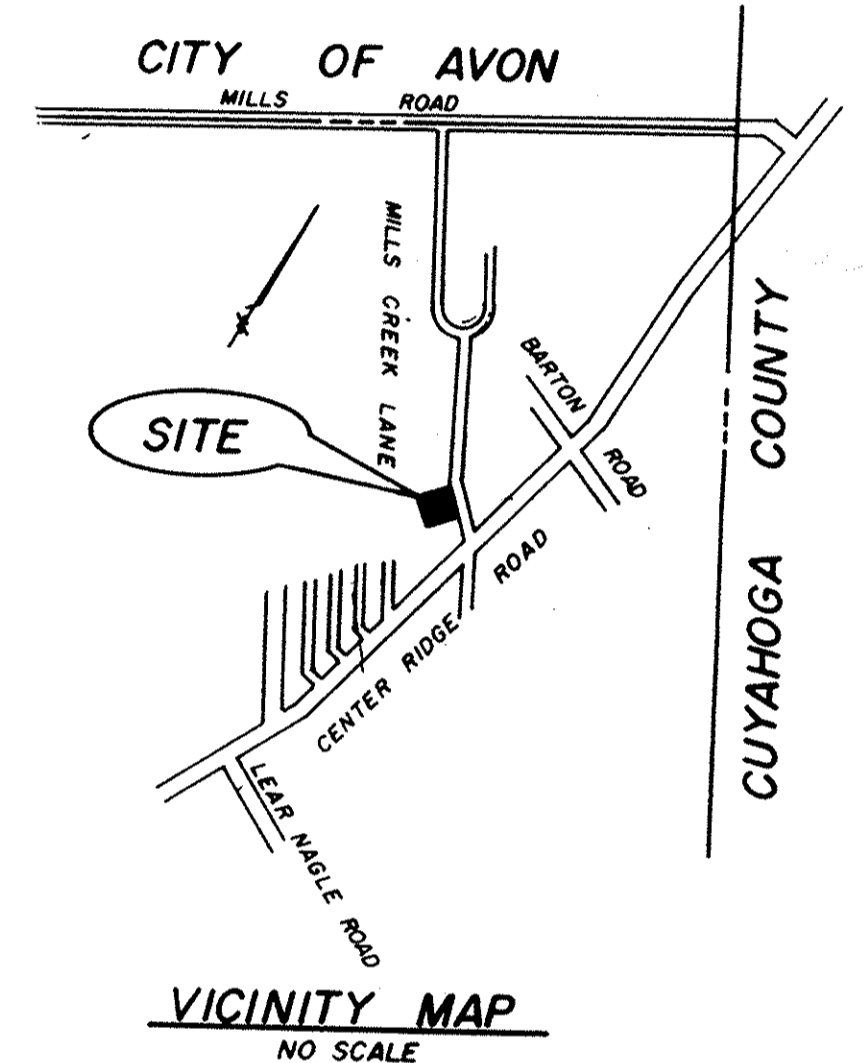 CITY OF AVON
MILLS ROAD
MILLS CREEK LANE
BARTON ROAD
SITE
CENTER RIDGE ROAD
CUYAHOGA COUNTY
LEAR NAGLE ROAD
VICINITY MAP
NO SCALE